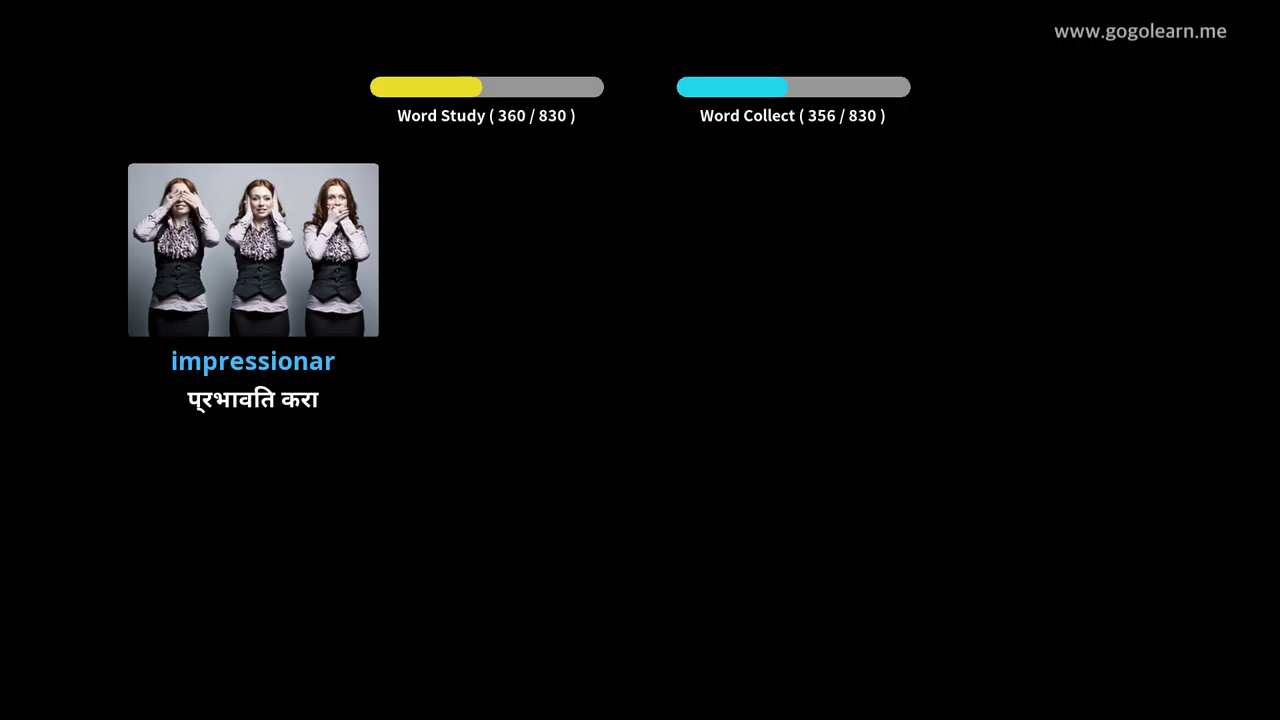 www.gogolearn.me
Word Study ( 360 / 830 )
Word Collect ( 356 / 830 )
impressionar
प्रभावति करा